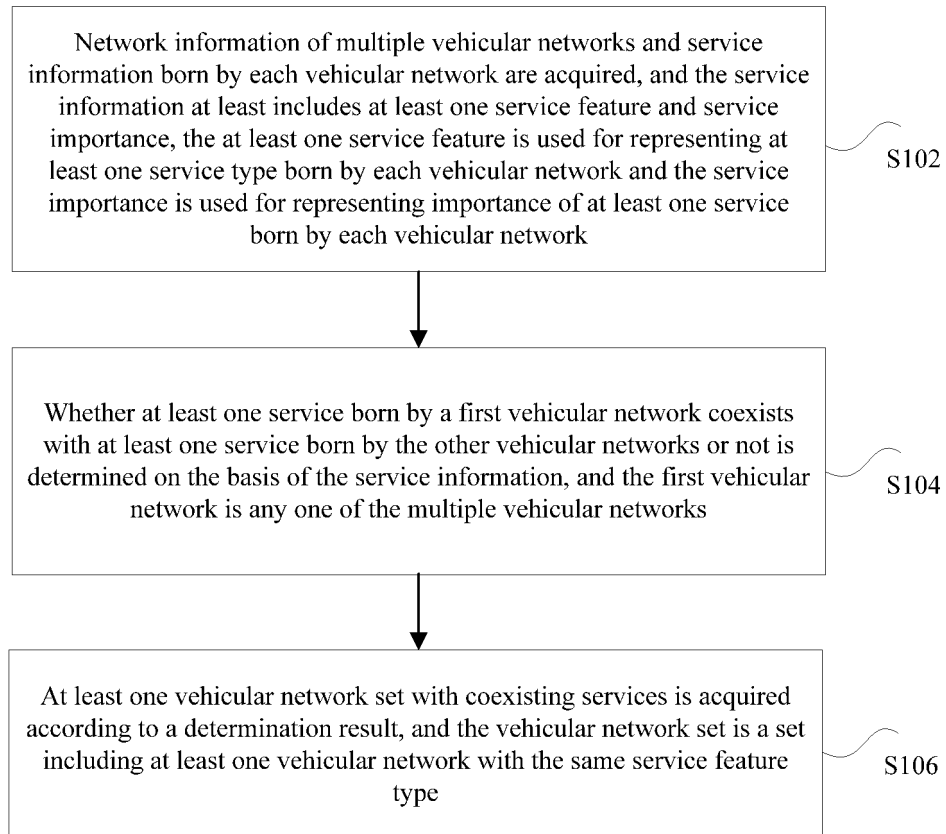 Network information of multiple vehicular networks and service
information born by each vehicular network are acquired, and the service
information at least includes at least one service feature and service
importance, the at least one service feature is used for representing at
least one service type born by each vehicular network and the service
importance is used for representing importance of at least one service
born by each vehicular network
S102
Whether at least one service born by a first vehicular network coexists
with at least one service born by the other vehicular networks or not is
determined on the basis of the service information, and the first vehicular
network is any one of the multiple vehicular networks
S104
At least one vehicular network set with coexisting services is acquired
according to a determination result, and the vehicular network set is a set
including at least one vehicular network with the same service feature
type
S106